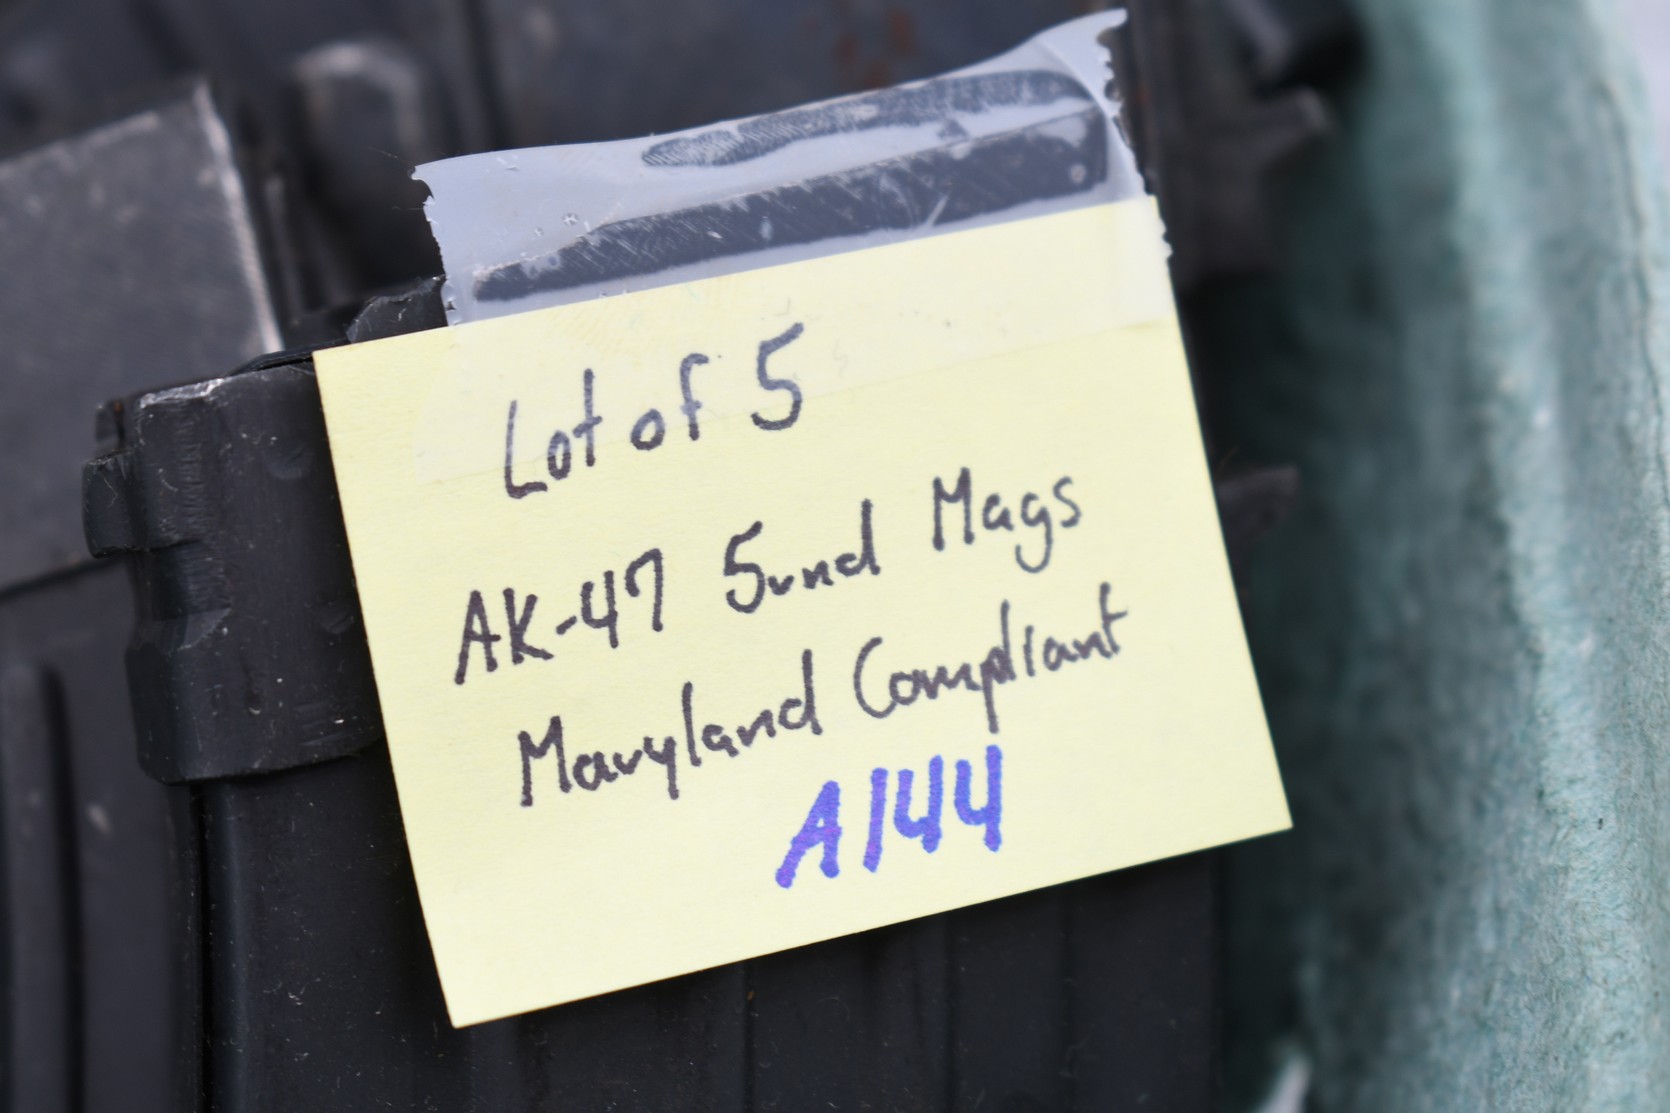 Lot of 5
AK-47 5rnd Mags
Maryland Compliant
A144